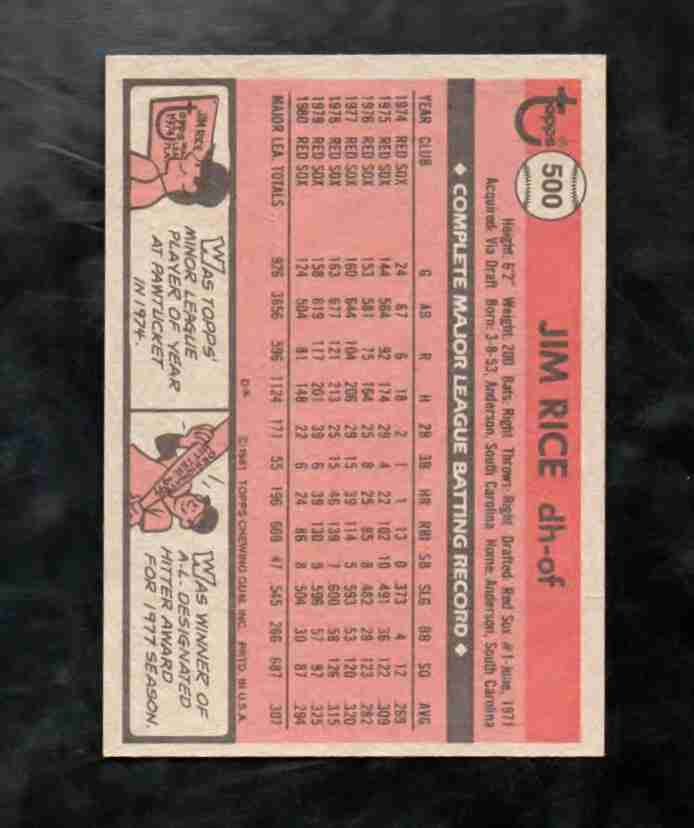 topps®
500
JIM RICE dh-of
Height: 6'2" Weight: 200 Bats: Right Throws: Right Drafted: Red Sox #1-June, 1971
Acquired: Via Draft Born: 3-8-53, Anderson, South Carolina Home: Anderson, South Carolina
◆ COMPLETE MAJOR LEAGUE BATTING RECORD ◆
YEAR CLUB G AB R H 2B 3B HR RBI SB SLG BB SO AVG
1974 RED SOX 24 67 6 18 2 1 1 13 0 .373 4 12 .269
1975 RED SOX 144 564 92 174 29 4 22 102 10 .491 36 122 .309
1976 RED SOX 153 581 75 164 25 8 25 85 8 .482 28 123 .282
1977 RED SOX 160 644 104 206 29 15 39 114 5 .593 53 120 .320
1978 RED SOX 163 677 121 213 25 15 46 139 7 .600 58 126 .315
1979 RED SOX 158 619 117 201 39 6 39 130 9 .596 57 97 .325
1980 RED SOX 124 504 81 148 22 6 24 86 8 .504 30 87 .294
MAJOR LEA. TOTALS 926 3656 596 1124 171 55 196 669 47 .545 266 687 .307
D* ©1981 TOPPS CHEWING GUM, INC. PRTD. IN U.S.A.
JIM RICE
TOPPS
1974
WAS TOPPS'
MINOR LEAGUE
PLAYER OF YEAR
AT PAWTUCKET
IN 1974.
HITTER
WAS WINNER OF
A.L. DESIGNATED
HITTER AWARD
FOR 1977 SEASON.